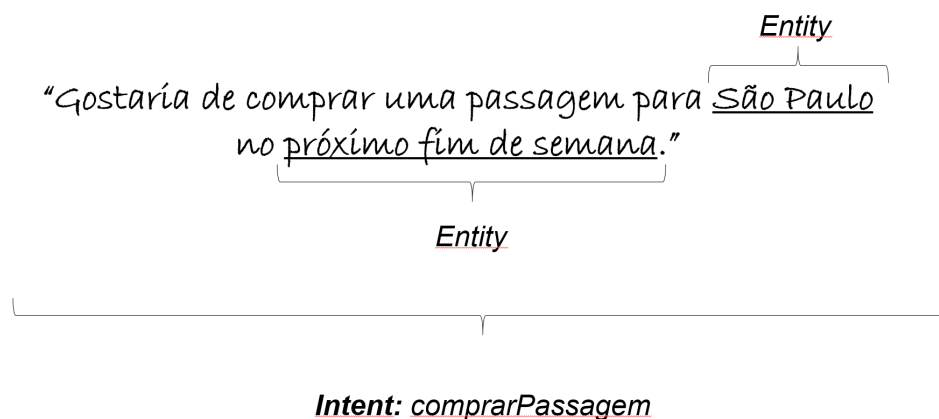 Entity
“Gostaria de comprar uma passagem para São Paulo
no próximo fim de semana.”
Entity
Intent: comprarPassagem